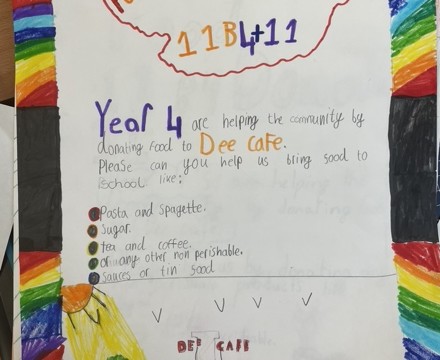 11B4+11
Year 4 are helping the community by
donating food to Dee Cafe.
Please can you help us bring food to
school like:
Pasta and Spagette.
Sugar.
tea and coffee.
or any other non perishable.
sauces or tin food
DEE CAFE